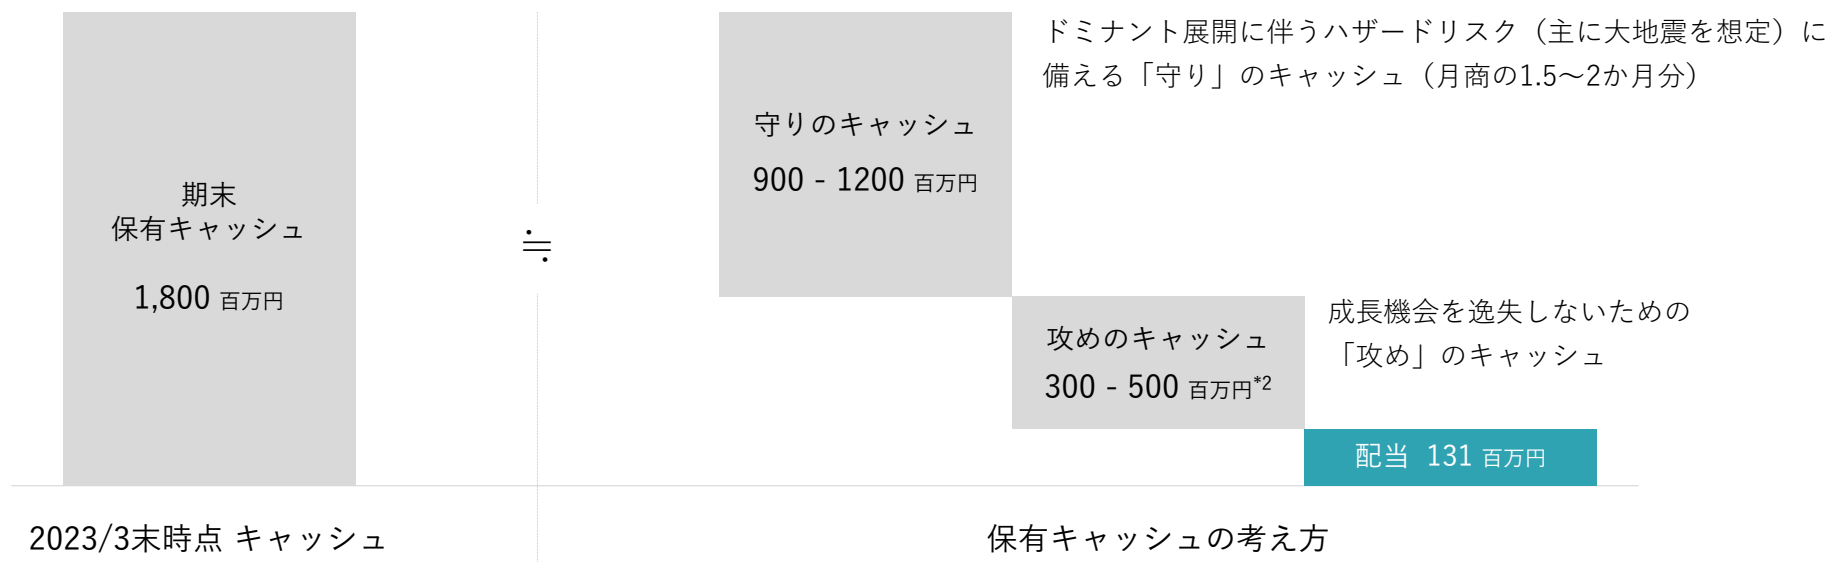 期末
保有キャッシュ
1,800 百万円
≒
守りのキャッシュ
900 - 1200 百万円
ドミナント展開に伴うハザードリスク（主に大地震を想定）に
備える「守り」のキャッシュ（月商の1.5～2か月分）
攻めのキャッシュ
300 - 500 百万円*2
成長機会を逸失しないための
「攻め」のキャッシュ
配当 131 百万円
2023/3末時点 キャッシュ
保有キャッシュの考え方